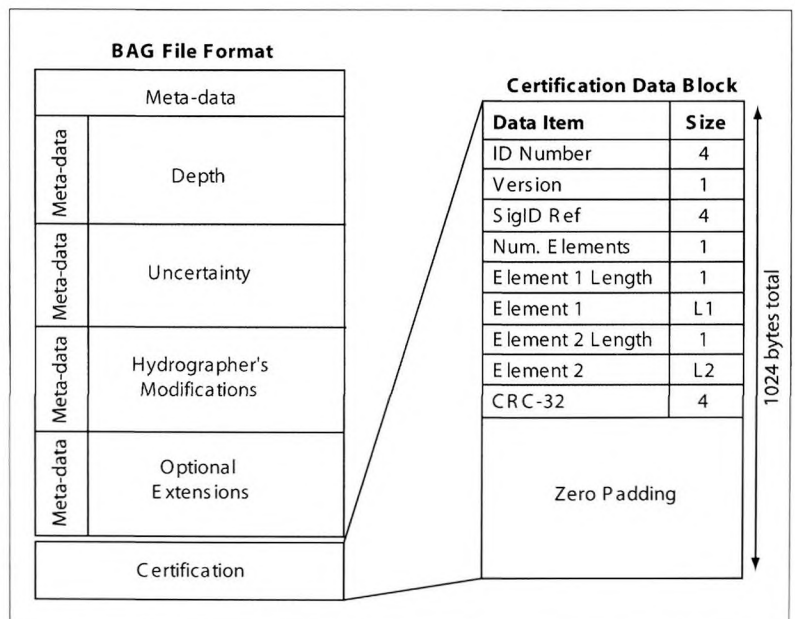 BAG File Format
Meta-data
Meta-data
Depth
Meta-data
Uncertainty
Meta-data
Hydrographer's
Modifications
Meta-data
Optional
Extensions
Certification
Certification Data Block
Data Item Size
ID Number 4
Version 1
SigID Ref 4
Num. Elements 1
Element 1 Length 1
Element 1 L1
Element 2 Length 1
Element 2 L2
CRC-32 4
Zero Padding
1024 bytes total